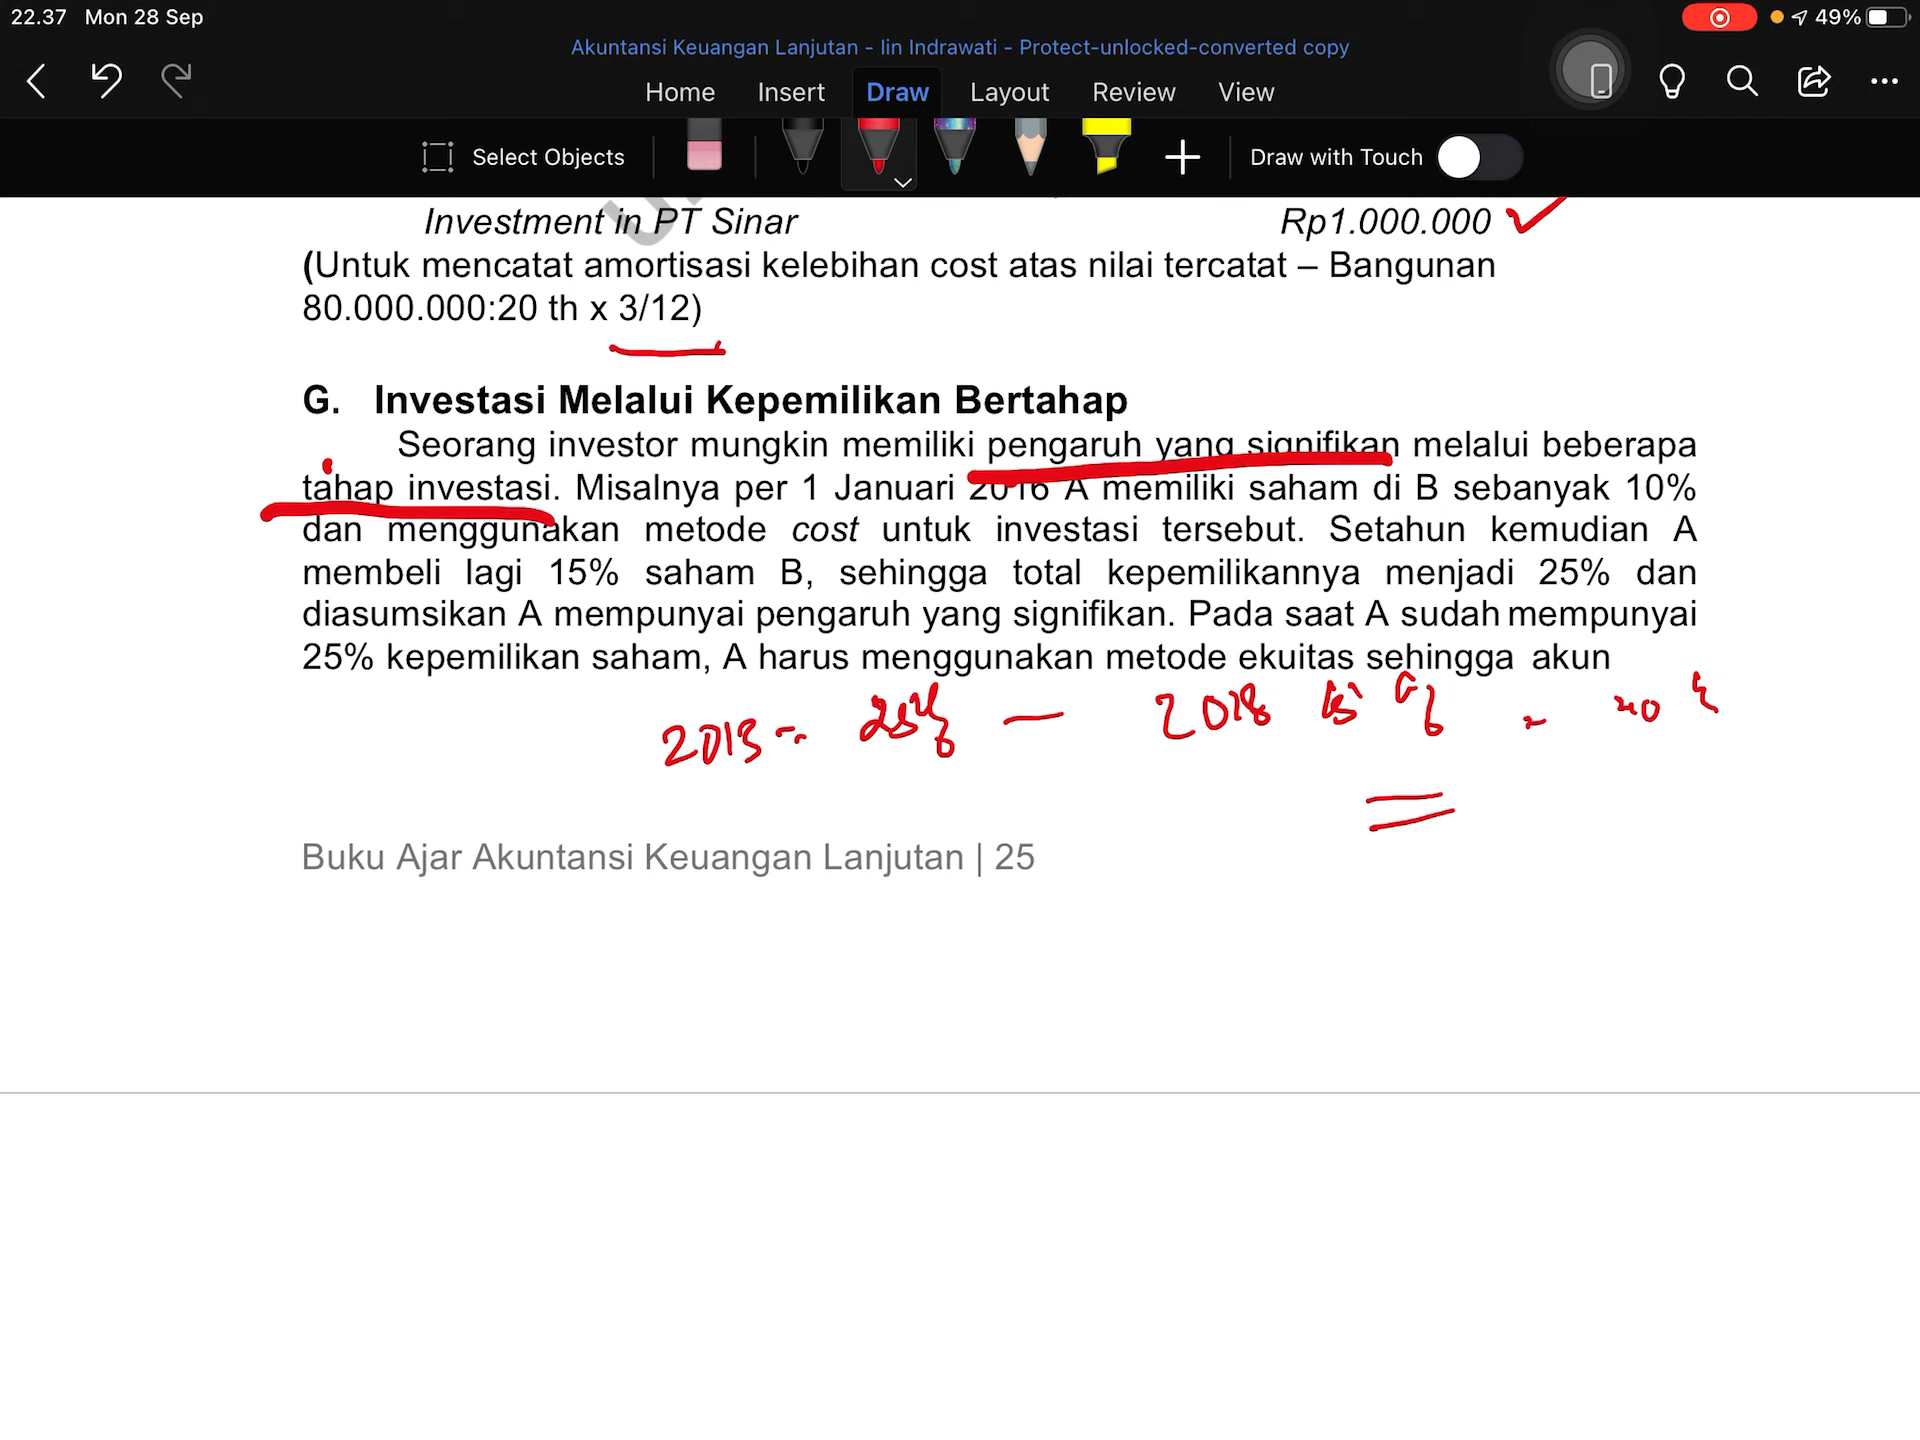 22.37 Mon 28 Sep
49%
Akuntansi Keuangan Lanjutan - Iin Indrawati - Protect-unlocked-converted copy
Home Insert Draw Layout Review View
Select Objects
Draw with Touch
Investment in PT Sinar Rp1.000.000
(Untuk mencatat amortisasi kelebihan cost atas nilai tercatat – Bangunan
80.000.000:20 th x 3/12)
G. Investasi Melalui Kepemilikan Bertahap
Seorang investor mungkin memiliki pengaruh yang signifikan melalui beberapa
tahap investasi. Misalnya per 1 Januari 2016 A memiliki saham di B sebanyak 10%
dan menggunakan metode cost untuk investasi tersebut. Setahun kemudian A
membeli lagi 15% saham B, sehingga total kepemilikannya menjadi 25% dan
diasumsikan A mempunyai pengaruh yang signifikan. Pada saat A sudah mempunyai
25% kepemilikan saham, A harus menggunakan metode ekuitas sehingga akun
2013 = 25% — 2018
Buku Ajar Akuntansi Keuangan Lanjutan | 25